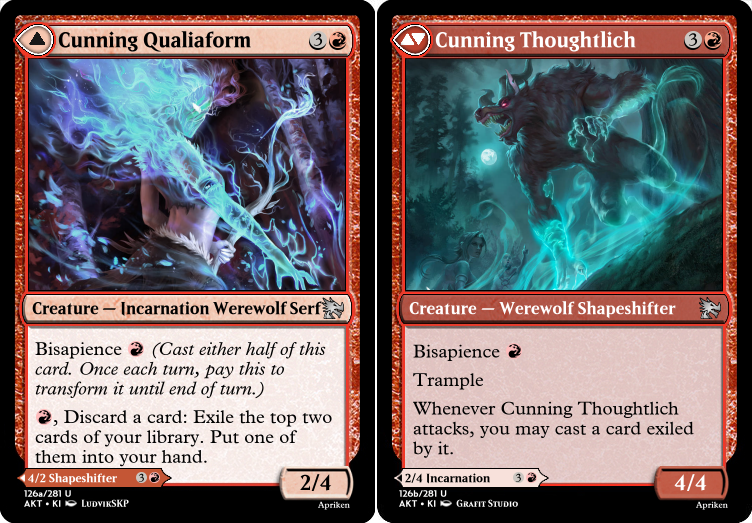 Cunning Qualiaform
3
Creature — Incarnation Werewolf Serf
Bisapience (Cast either half of this
card. Once each turn, pay this to
transform it until end of turn.)
, Discard a card: Exile the top two
cards of your library. Put one of
them into your hand.
4/2 Shapeshifter 3
2/4
126a/281 U
AKT • KI LudvikSKP
Apriken
Cunning Thoughtlich
3
Creature — Werewolf Shapeshifter
Bisapience
Trample
Whenever Cunning Thoughtlich
attacks, you may cast a card exiled
by it.
2/4 Incarnation 3
4/4
126b/281 U
AKT • KI Grafit Studio
Apriken